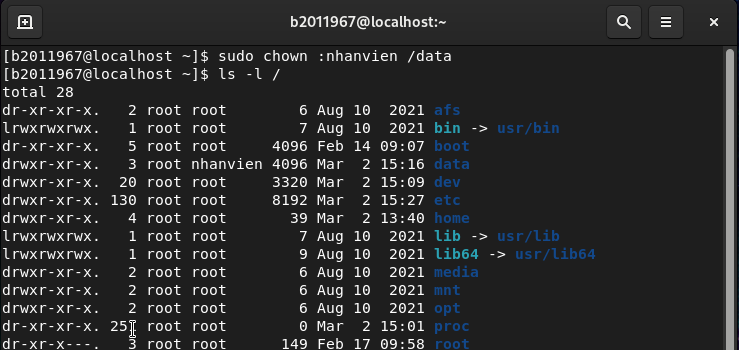 b2011967@localhost:~
[b2011967@localhost ~]$ sudo chown :nhanvien /data
[b2011967@localhost ~]$ ls -l /
total 28
dr-xr-xr-x.   2 root root        6 Aug 10  2021 afs
lrwxrwxrwx.   1 root root        7 Aug 10  2021 bin -> usr/bin
dr-xr-xr-x.   5 root root     4096 Feb 14 09:07 boot
drwxr-xr-x.   3 root nhanvien 4096 Mar  2 15:16 data
drwxr-xr-x.  20 root root     3320 Mar  2 15:09 dev
drwxr-xr-x. 130 root root     8192 Mar  2 15:27 etc
drwxr-xr-x.   4 root root       39 Mar  2 13:40 home
lrwxrwxrwx.   1 root root        7 Aug 10  2021 lib -> usr/lib
lrwxrwxrwx.   1 root root        9 Aug 10  2021 lib64 -> usr/lib64
drwxr-xr-x.   2 root root        6 Aug 10  2021 media
drwxr-xr-x.   2 root root        6 Aug 10  2021 mnt
drwxr-xr-x.   2 root root        6 Aug 10  2021 opt
dr-xr-xr-x. root root        0 Mar  2 15:01 proc
dr-xr-x---.   3 root root      149 Feb 17 09:58 root